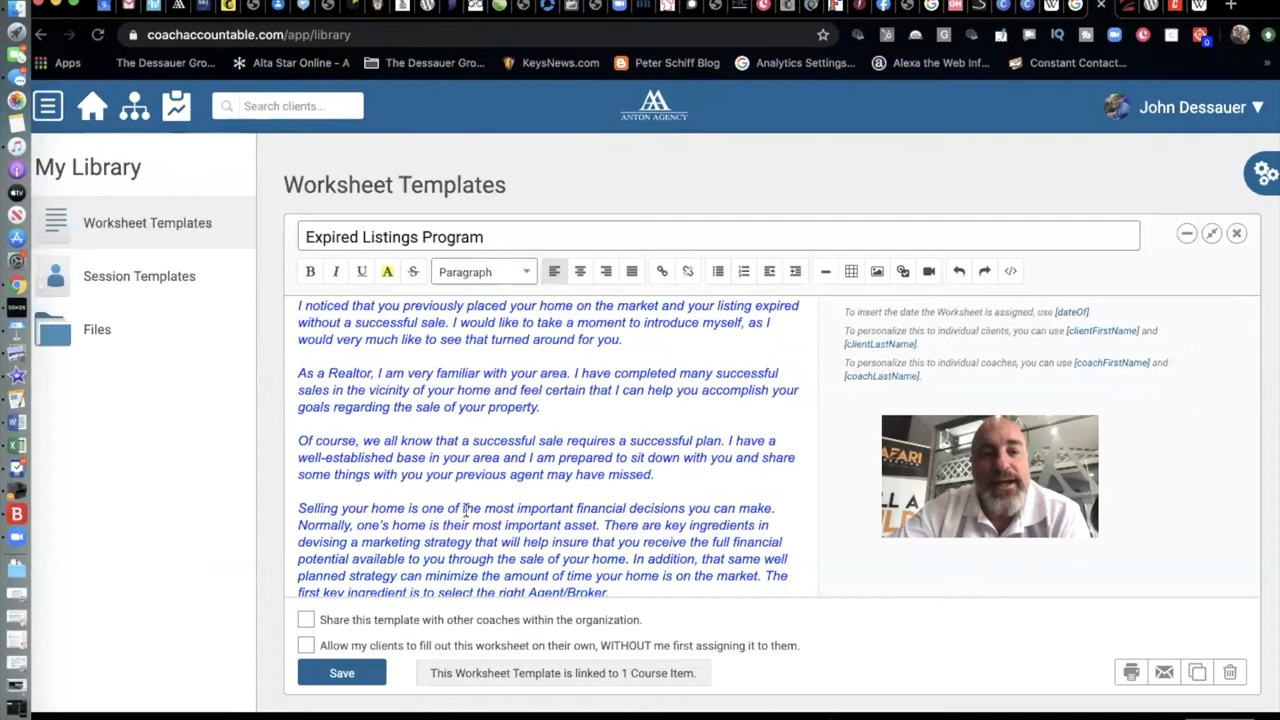 coachaccountable.com/app/library
Apps
The Dessauer Gro...
Alta Star Online - A
The Dessauer Gro...
KeysNews.com
Peter Schiff Blog
Analytics Settings...
Alexa the Web Inf...
Constant Contact...
»
Search clients...
ANTON AGENCY
John Dessauer ▼
My Library
Worksheet Templates
Session Templates
Files
Worksheet Templates
Expired Listings Program
B I U A S Paragraph
I noticed that you previously placed your home on the market and your listing expired
without a successful sale. I would like to take a moment to introduce myself, as I
would very much like to see that turned around for you.
As a Realtor, I am very familiar with your area. I have completed many successful
sales in the vicinity of your home and feel certain that I can help you accomplish your
goals regarding the sale of your property.
Of course, we all know that a successful sale requires a successful plan. I have a
well-established base in your area and I am prepared to sit down with you and share
some things with you your previous agent may have missed.
Selling your home is one of the most important financial decisions you can make.
Normally, one's home is their most important asset. There are key ingredients in
devising a marketing strategy that will help insure that you receive the full financial
potential available to you through the sale of your home. In addition, that same well
planned strategy can minimize the amount of time your home is on the market. The
first key ingredient is to select the right Agent/Broker.
To insert the date the Worksheet is assigned, use [dateOf].
To personalize this to individual clients, you can use [clientFirstName] and
[clientLastName].
To personalize this to individual coaches, you can use [coachFirstName] and
[coachLastName].
AFARI
Share this template with other coaches within the organization.
Allow my clients to fill out this worksheet on their own, WITHOUT me first assigning it to them.
Save
This Worksheet Template is linked to 1 Course Item.